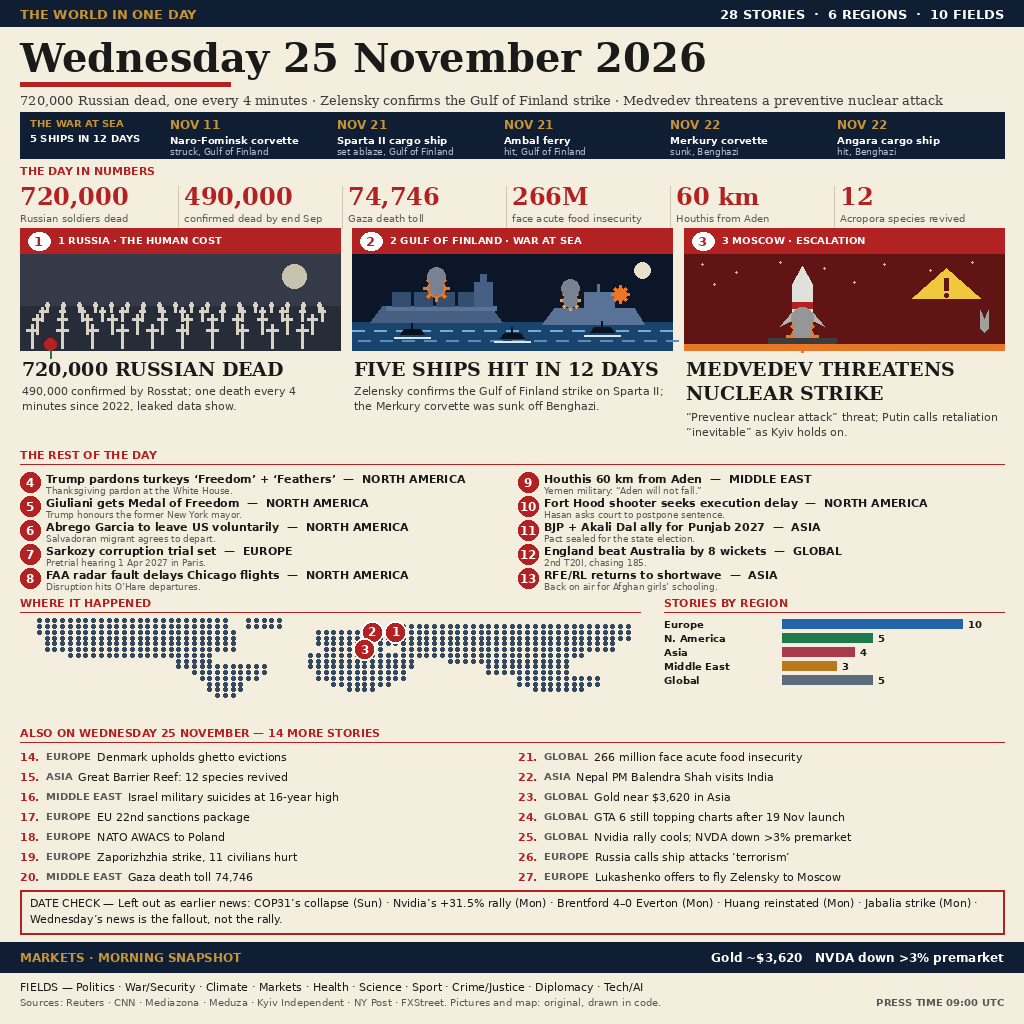 THE WORLD IN ONE DAY
28 STORIES · 6 REGIONS · 10 FIELDS
Wednesday 25 November 2026
720,000 Russian dead, one every 4 minutes · Zelensky confirms the Gulf of Finland strike · Medvedev threatens a preventive nuclear attack
THE WAR AT SEA
5 SHIPS IN 12 DAYS
NOV 11
Naro-Fominsk corvette
struck, Gulf of Finland
NOV 21
Sparta II cargo ship
set ablaze, Gulf of Finland
NOV 21
Ambal ferry
hit, Gulf of Finland
NOV 22
Merkury corvette
sunk, Benghazi
NOV 22
Angara cargo ship
hit, Benghazi
THE DAY IN NUMBERS
720,000
Russian soldiers dead
490,000
confirmed dead by end Sep
74,746
Gaza death toll
266M
face acute food insecurity
60 km
Houthis from Aden
12
Acropora species revived
1 1 RUSSIA · THE HUMAN COST
720,000 RUSSIAN DEAD
490,000 confirmed by Rosstat; one death every 4
minutes since 2022, leaked data show.
2 2 GULF OF FINLAND · WAR AT SEA
FIVE SHIPS HIT IN 12 DAYS
Zelensky confirms the Gulf of Finland strike on Sparta II;
the Merkury corvette was sunk off Benghazi.
3 3 MOSCOW · ESCALATION
!
MEDVEDEV THREATENS
NUCLEAR STRIKE
“Preventive nuclear attack” threat; Putin calls retaliation
“inevitable” as Kyiv holds on.
THE REST OF THE DAY
4 Trump pardons turkeys ‘Freedom’ + ‘Feathers’ — NORTH AMERICA
Thanksgiving pardon at the White House.
5 Giuliani gets Medal of Freedom — NORTH AMERICA
Trump honours the former New York mayor.
6 Abrego Garcia to leave US voluntarily — NORTH AMERICA
Salvadoran migrant agrees to depart.
7 Sarkozy corruption trial set — EUROPE
Pretrial hearing 1 Apr 2027 in Paris.
8 FAA radar fault delays Chicago flights — NORTH AMERICA
Disruption hits O’Hare departures.
9 Houthis 60 km from Aden — MIDDLE EAST
Yemen military: “Aden will not fall.”
10 Fort Hood shooter seeks execution delay — NORTH AMERICA
Hasan asks court to postpone sentence.
11 BJP + Akali Dal ally for Punjab 2027 — ASIA
Pact sealed for the state election.
12 England beat Australia by 8 wickets — GLOBAL
2nd T20I, chasing 185.
13 RFE/RL returns to shortwave — ASIA
Back on air for Afghan girls’ schooling.
WHERE IT HAPPENED
2 1
3
STORIES BY REGION
Europe 10
N. America 5
Asia 4
Middle East 3
Global 5
ALSO ON WEDNESDAY 25 NOVEMBER — 14 MORE STORIES
14. EUROPE Denmark upholds ghetto evictions
15. ASIA Great Barrier Reef: 12 species revived
16. MIDDLE EAST Israel military suicides at 16-year high
17. EUROPE EU 22nd sanctions package
18. EUROPE NATO AWACS to Poland
19. EUROPE Zaporizhzhia strike, 11 civilians hurt
20. MIDDLE EAST Gaza death toll 74,746
21. GLOBAL 266 million face acute food insecurity
22. ASIA Nepal PM Balendra Shah visits India
23. GLOBAL Gold near $3,620 in Asia
24. GLOBAL GTA 6 still topping charts after 19 Nov launch
25. GLOBAL Nvidia rally cools; NVDA down >3% premarket
26. EUROPE Russia calls ship attacks ‘terrorism’
27. EUROPE Lukashenko offers to fly Zelensky to Moscow
DATE CHECK — Left out as earlier news: COP31’s collapse (Sun) · Nvidia’s +31.5% rally (Mon) · Brentford 4–0 Everton (Mon) · Huang reinstated (Mon) · Jabalia strike (Mon) ·
Wednesday’s news is the fallout, not the rally.
MARKETS · MORNING SNAPSHOT
Gold ~$3,620 NVDA down >3% premarket
FIELDS — Politics · War/Security · Climate · Markets · Health · Science · Sport · Crime/Justice · Diplomacy · Tech/AI
Sources: Reuters · CNN · Mediazona · Meduza · Kyiv Independent · NY Post · FXStreet. Pictures and map: original, drawn in code.
PRESS TIME 09:00 UTC